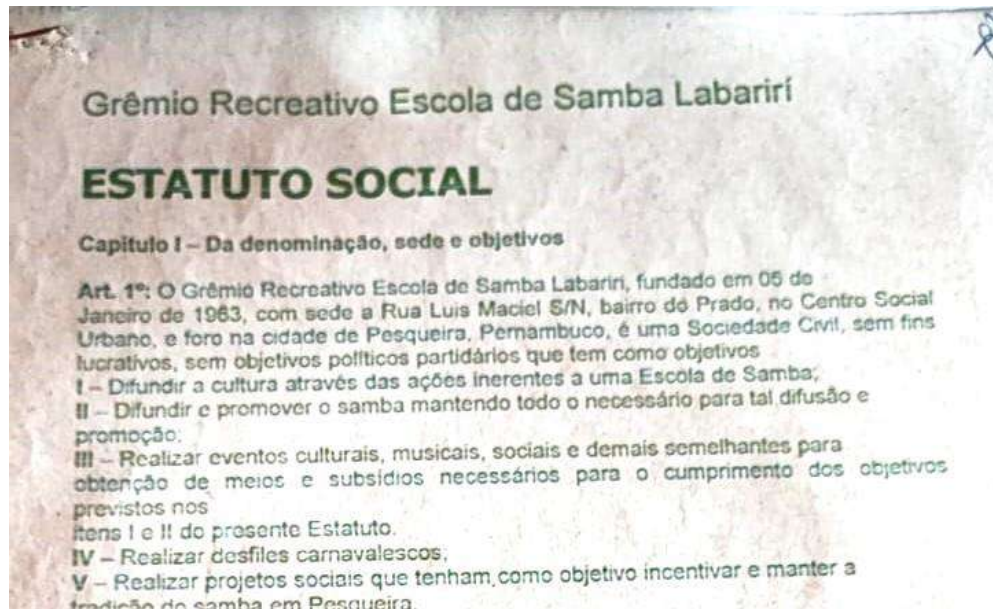 Grêmio Recreativo Escola de Samba Labarirí
ESTATUTO SOCIAL
Capitulo I – Da denominação, sede e objetivos
Art. 1º: O Grêmio Recreativo Escola de Samba Labariri, fundado em 05 de
Janeiro de 1963, com sede a Rua Luis Maciel S/N, bairro do Prado, no Centro Social
Urbano, e foro na cidade de Pesqueira, Pernambuco, é uma Sociedade Civil, sem fins
lucrativos, sem objetivos políticos partidários que tem como objetivos
I – Difundir a cultura através das ações inerentes a uma Escola de Samba;
II – Difundir e promover o samba mantendo todo o necessário para tal difusão e
promoção;
III – Realizar eventos culturais, musicais, sociais e demais semelhantes para
obtenção de meios e subsídios necessários para o cumprimento dos objetivos
previstos nos
itens I e II do presente Estatuto.
IV – Realizar desfiles carnavalescos;
V – Realizar projetos sociais que tenham como objetivo incentivar e manter a
tradição do samba em Pesqueira.